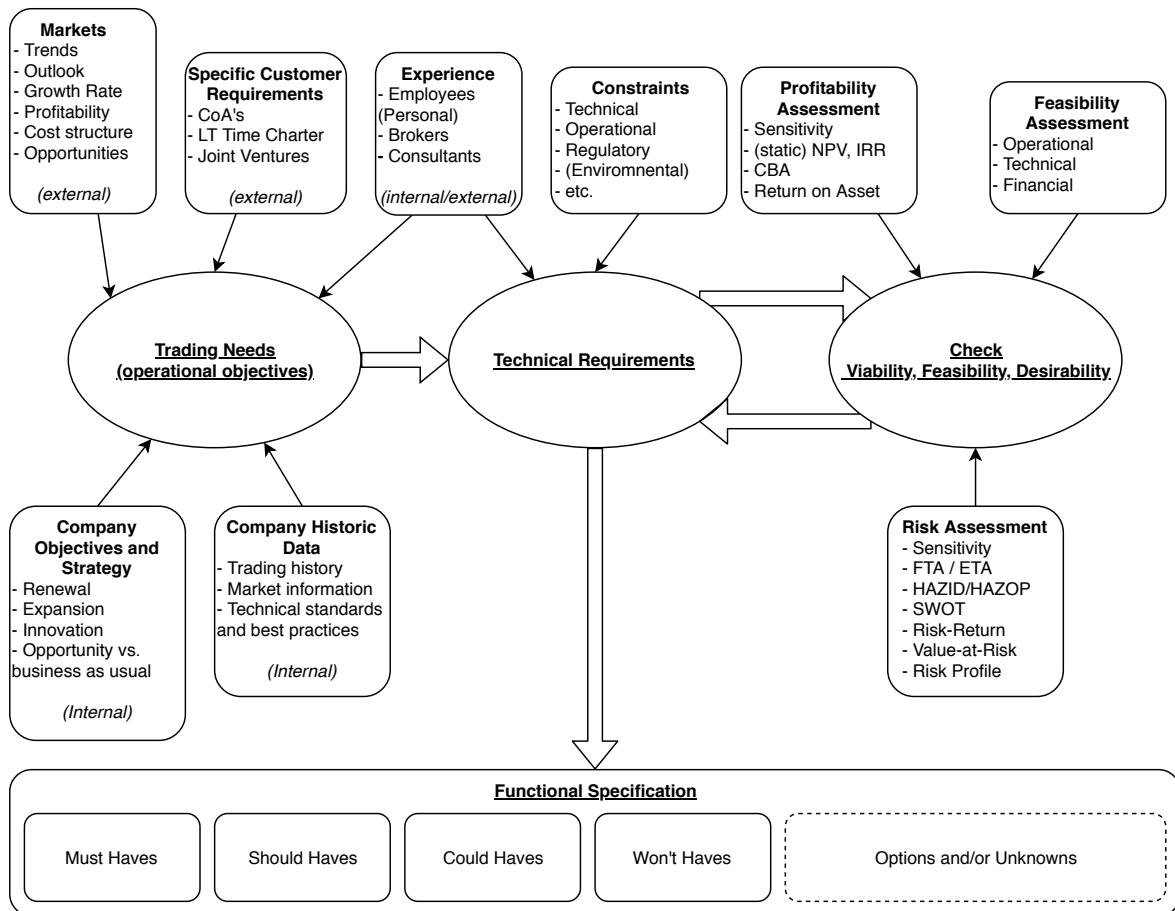 Markets
- Trends
- Outlook
- Growth Rate
- Profitability
- Cost structure
- Opportunities
(external)
Specific Customer
Requirements
- CoA's
- LT Time Charter
- Joint Ventures
(external)
Experience
- Employees
(Personal)
- Brokers
- Consultants
(internal/external)
Constraints
- Technical
- Operational
- Regulatory
- (Enviromnental)
- etc.
Profitability
Assessment
- Sensitivity
- (static) NPV, IRR
- CBA
- Return on Asset
Feasibility
Assessment
- Operational
- Technical
- Financial
Trading Needs
(operational objectives)
Technical Requirements
Check
Viability, Feasibility, Desirability
Company
Objectives and
Strategy
- Renewal
- Expansion
- Innovation
- Opportunity vs.
business as usual
(Internal)
Company Historic
Data
- Trading history
- Market information
- Technical standards
and best practices
(Internal)
Risk Assessment
- Sensitivity
- FTA / ETA
- HAZID/HAZOP
- SWOT
- Risk-Return
- Value-at-Risk
- Risk Profile
Functional Specification
Must Haves
Should Haves
Could Haves
Won't Haves
Options and/or Unknowns